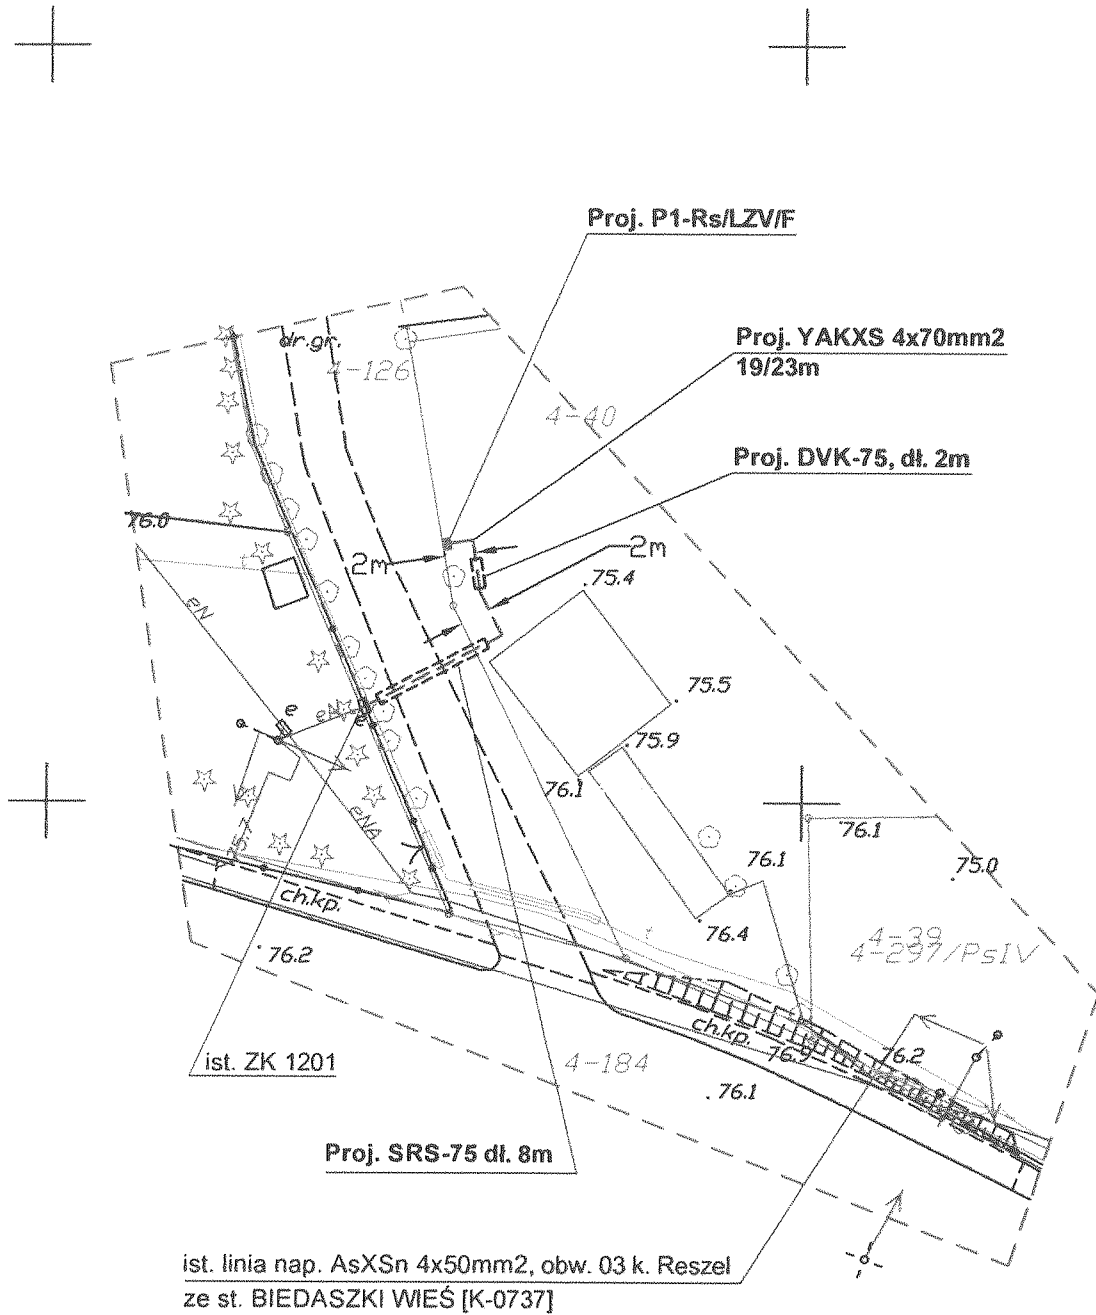 Proj. P1-Rs/LZV/F
Proj. YAKXS 4x70mm2
19/23m
dr.gr.
4-126
4-40
Proj. DVK-75, dł. 2m
76.0
2m
2m
75.4
eN
75.5
e
eN
e
75.9
76.1
eNA
76.1
76.1
75.0
ch.kp.
76.4
4-39
4-297/PsIV
76.2
t
ch.kp.
76.9
76.2
ist. ZK 1201
4-184
76.1
Proj. SRS-75 dł. 8m
ist. linia nap. AsXSn 4x50mm2, obw. 03 k. Reszel
ze st. BIEDASZKI WIEŚ [K-0737]